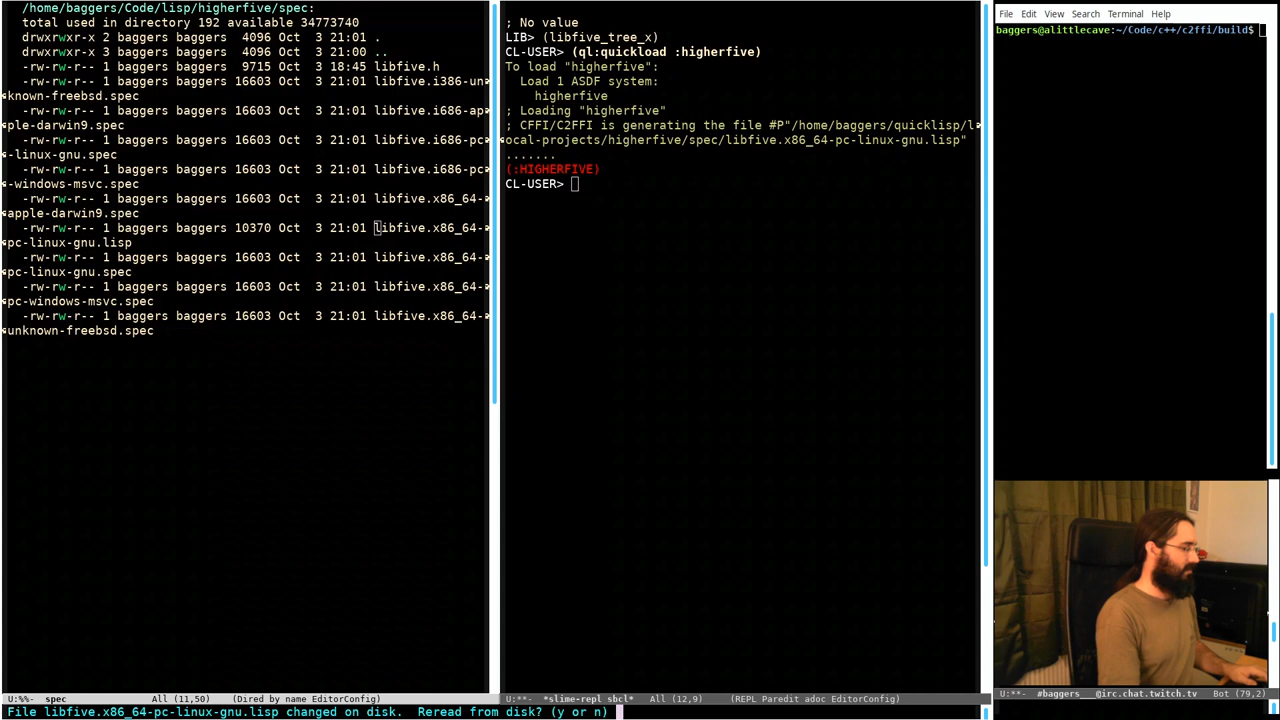 /home/baggers/Code/lisp/higherfive/spec:
total used in directory 192 available 34773740
drwxrwxr-x 2 baggers baggers  4096 Oct  3 21:01 .
drwxrwxr-x 3 baggers baggers  4096 Oct  3 21:00 ..
-rw-rw-r-- 1 baggers baggers  9715 Oct  3 18:45 libfive.h
-rw-rw-r-- 1 baggers baggers 16603 Oct  3 21:01 libfive.i386-un
known-freebsd.spec
-rw-rw-r-- 1 baggers baggers 16603 Oct  3 21:01 libfive.i686-ap
ple-darwin9.spec
-rw-rw-r-- 1 baggers baggers 16603 Oct  3 21:01 libfive.i686-pc
-linux-gnu.spec
-rw-rw-r-- 1 baggers baggers 16603 Oct  3 21:01 libfive.i686-pc
-windows-msvc.spec
-rw-rw-r-- 1 baggers baggers 16603 Oct  3 21:01 libfive.x86_64-
apple-darwin9.spec
-rw-rw-r-- 1 baggers baggers 10370 Oct  3 21:01 libfive.x86_64-
pc-linux-gnu.lisp
-rw-rw-r-- 1 baggers baggers 16603 Oct  3 21:01 libfive.x86_64-
pc-linux-gnu.spec
-rw-rw-r-- 1 baggers baggers 16603 Oct  3 21:01 libfive.x86_64-
pc-windows-msvc.spec
-rw-rw-r-- 1 baggers baggers 16603 Oct  3 21:01 libfive.x86_64-
unknown-freebsd.spec
U:%%-  spec  All (11,50)  (Dired by name EditorConfig)
File libfive.x86_64-pc-linux-gnu.lisp changed on disk.  Reread from disk? (y or n)
; No value
LIB> (libfive_tree_x)
CL-USER> (ql:quickload :higherfive)
To load "higherfive":
Load 1 ASDF system:
higherfive
; Loading "higherfive"
; CFFI/C2FFI is generating the file #P"/home/baggers/quicklisp/l
ocal-projects/higherfive/spec/libfive.x86_64-pc-linux-gnu.lisp"
.......
(:HIGHERFIVE)
CL-USER>
U:**-  *slime-repl sbcl*  All (12,9)  (REPL Paredit adoc EditorConfig)
File Edit View Search Terminal Help
baggers@alittlecave:~/Code/c++/c2ffi/build$
U:**-  #baggers___@irc.chat.twitch.tv  Bot (79,2)